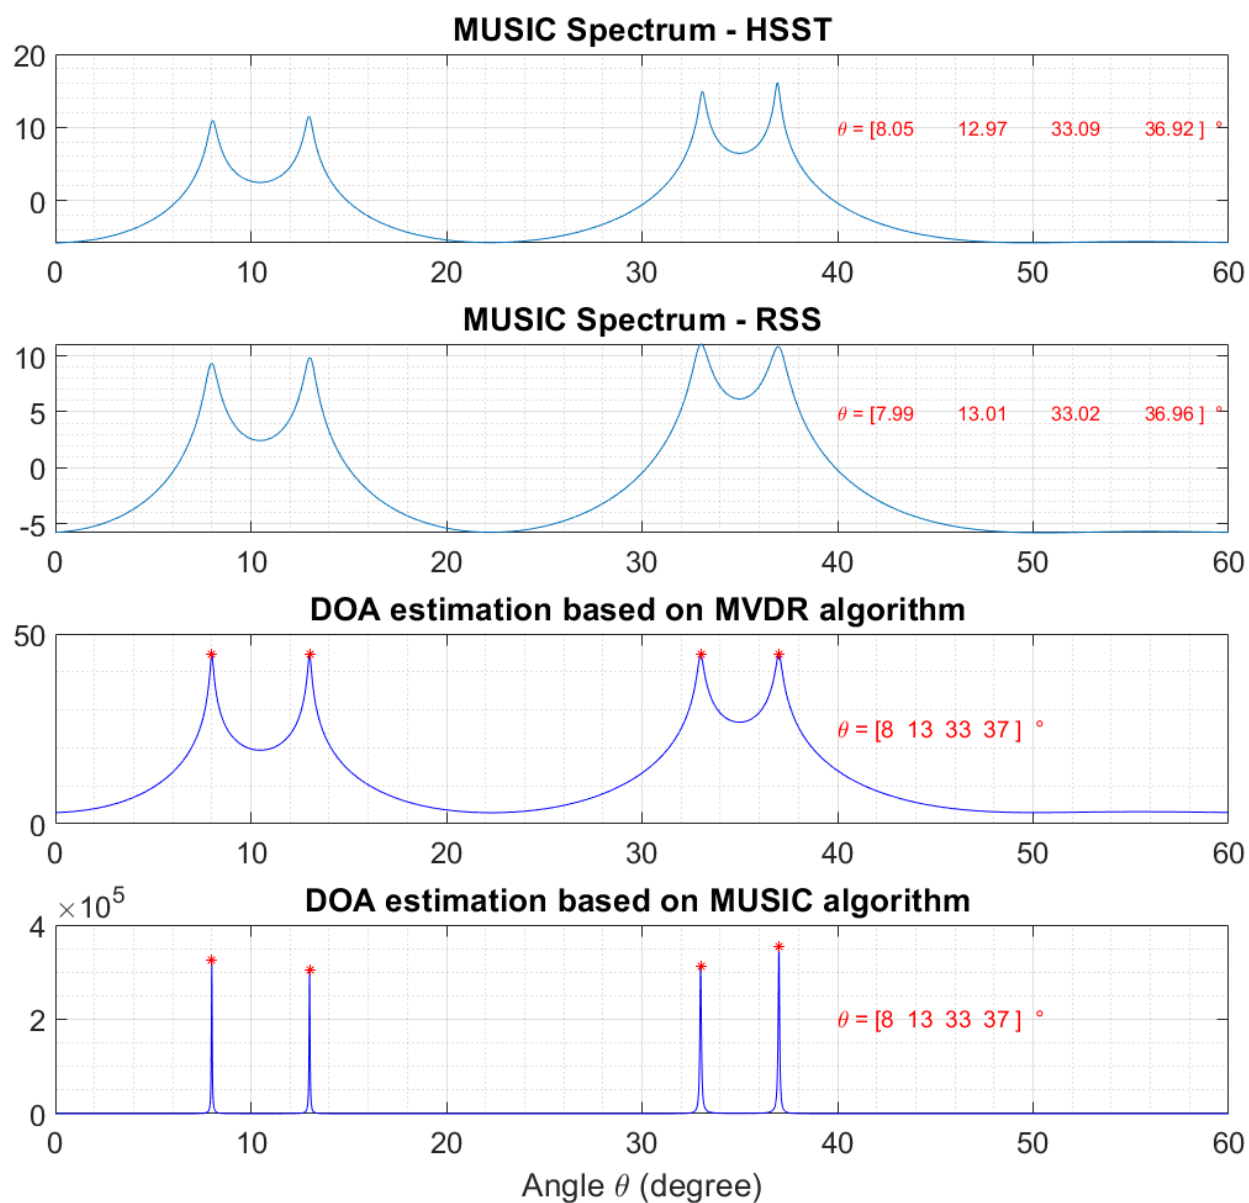 MUSIC Spectrum - HSST
20
10
0
θ = [8.05 12.97 33.09 36.92 ] °
0 10 20 30 40 50 60
MUSIC Spectrum - RSS
10
5
0
-5
θ = [7.99 13.01 33.02 36.96 ] °
0 10 20 30 40 50 60
DOA estimation based on MVDR algorithm
50
0
θ = [8 13 33 37 ] °
0 10 20 30 40 50 60
DOA estimation based on MUSIC algorithm
×10⁵
4
2
0
θ = [8 13 33 37 ] °
0 10 20 30 40 50 60
Angle θ (degree)